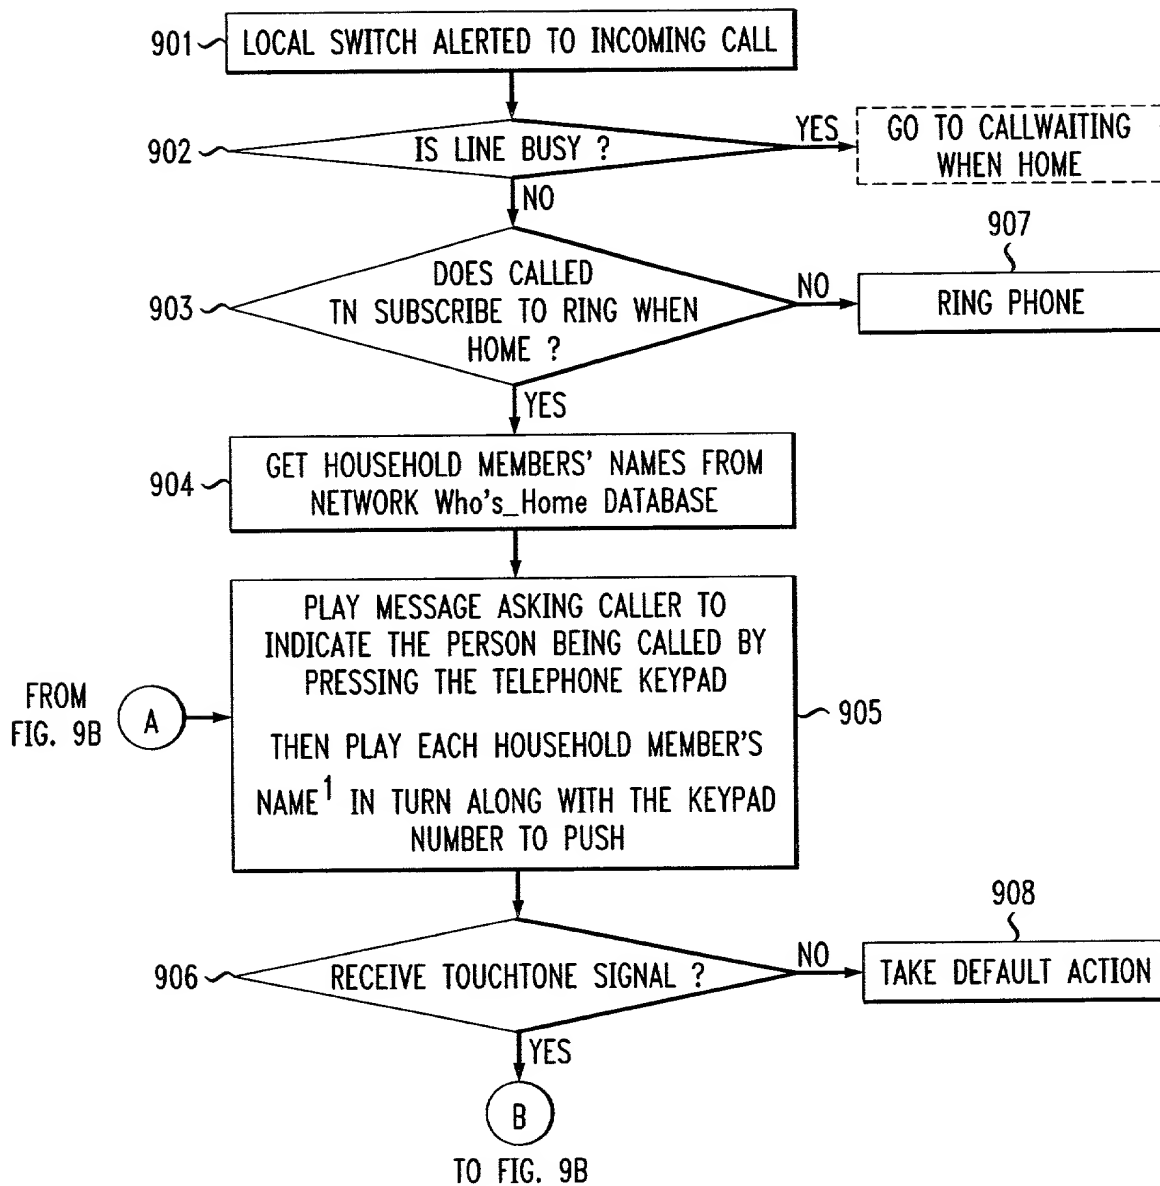 901
LOCAL SWITCH ALERTED TO INCOMING CALL
902
IS LINE BUSY ?
YES
GO TO CALLWAITING
WHEN HOME
NO
907
903
DOES CALLED
TN SUBSCRIBE TO RING WHEN
HOME ?
NO
RING PHONE
YES
904
GET HOUSEHOLD MEMBERS' NAMES FROM
NETWORK Who's_Home DATABASE
FROM
FIG. 9B
A
PLAY MESSAGE ASKING CALLER TO
INDICATE THE PERSON BEING CALLED BY
PRESSING THE TELEPHONE KEYPAD
THEN PLAY EACH HOUSEHOLD MEMBER'S
NAME¹ IN TURN ALONG WITH THE KEYPAD
NUMBER TO PUSH
905
908
906
RECEIVE TOUCHTONE SIGNAL ?
NO
TAKE DEFAULT ACTION
YES
B
TO FIG. 9B